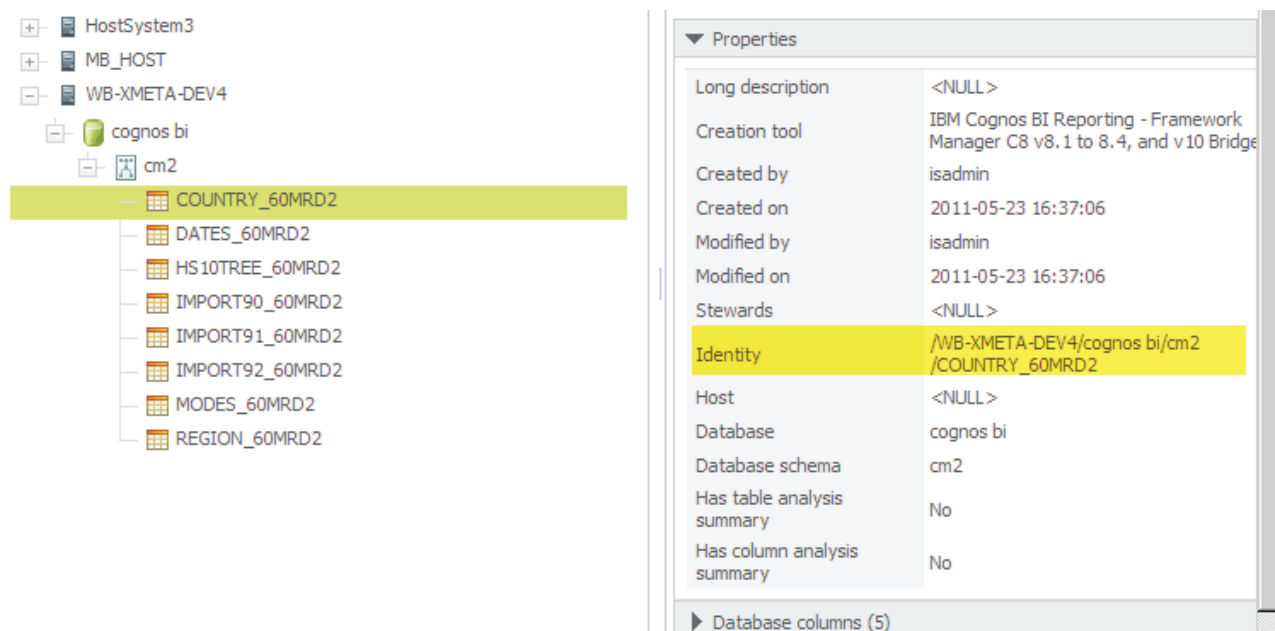 HostSystem3
MB_HOST
WB-XMETA-DEV4
cognos bi
cm2
COUNTRY_60MRD2
DATES_60MRD2
HS10TREE_60MRD2
IMPORT90_60MRD2
IMPORT91_60MRD2
IMPORT92_60MRD2
MODES_60MRD2
REGION_60MRD2
Properties
Long description <NULL>
Creation tool IBM Cognos BI Reporting - Framework
Manager C8 v8.1 to 8.4, and v10 Bridge
Created by isadmin
Created on 2011-05-23 16:37:06
Modified by isadmin
Modified on 2011-05-23 16:37:06
Stewards <NULL>
Identity /WB-XMETA-DEV4/cognos bi/cm2
/COUNTRY_60MRD2
Host <NULL>
Database cognos bi
Database schema cm2
Has table analysis
summary No
Has column analysis
summary No
Database columns (5)